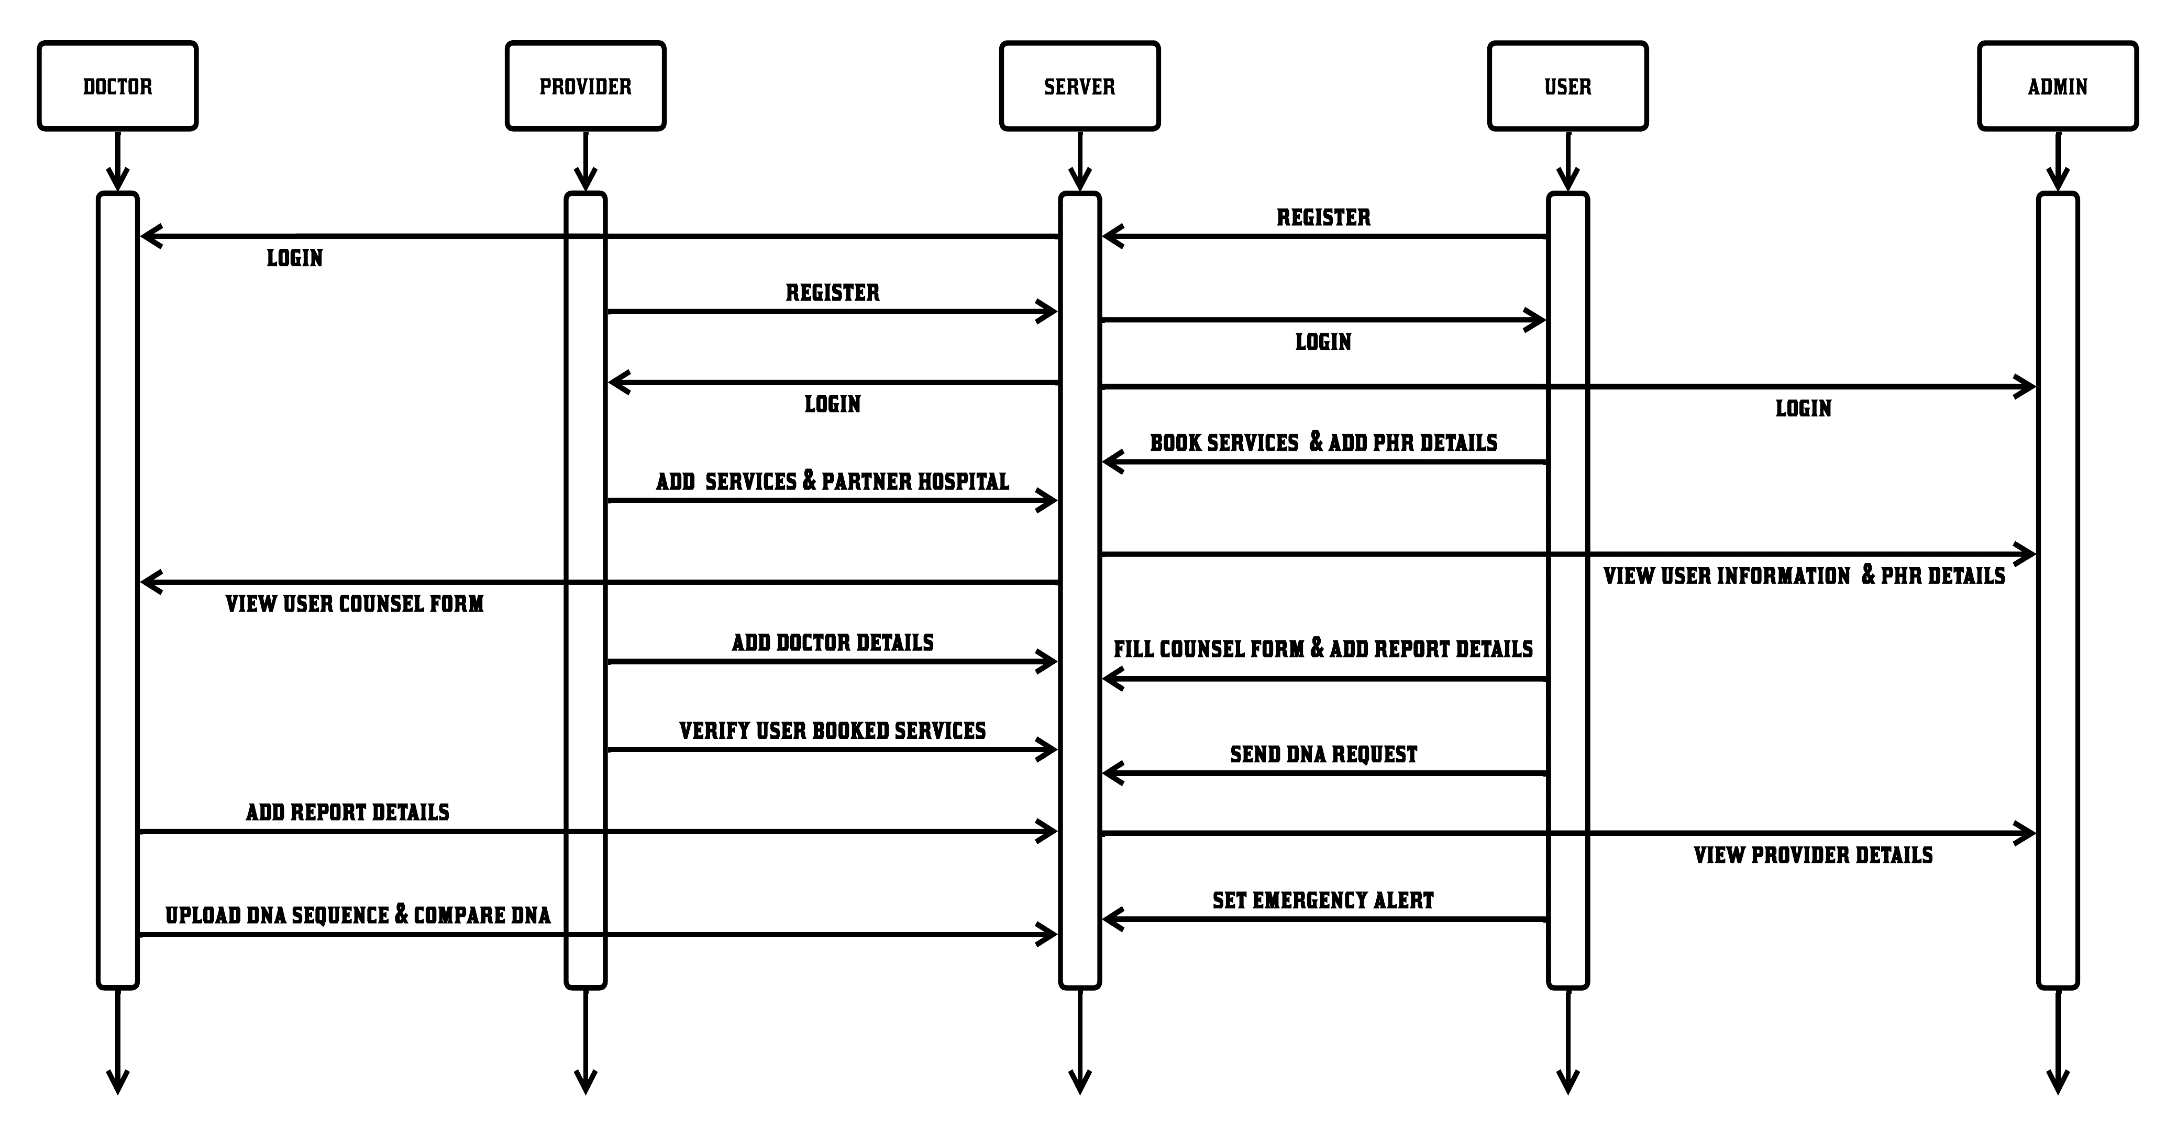 DOCTOR
PROVIDER
SERVER
USER
ADMIN
REGISTER
LOGIN
REGISTER
LOGIN
LOGIN
LOGIN
BOOK SERVICES & ADD PHR DETAILS
ADD SERVICES & PARTNER HOSPITAL
VIEW USER INFORMATION & PHR DETAILS
VIEW USER COUNSEL FORM
ADD DOCTOR DETAILS
FILL COUNSEL FORM & ADD REPORT DETAILS
VERIFY USER BOOKED SERVICES
SEND DNA REQUEST
ADD REPORT DETAILS
VIEW PROVIDER DETAILS
SET EMERGENCY ALERT
UPLOAD DNA SEQUENCE & COMPARE DNA